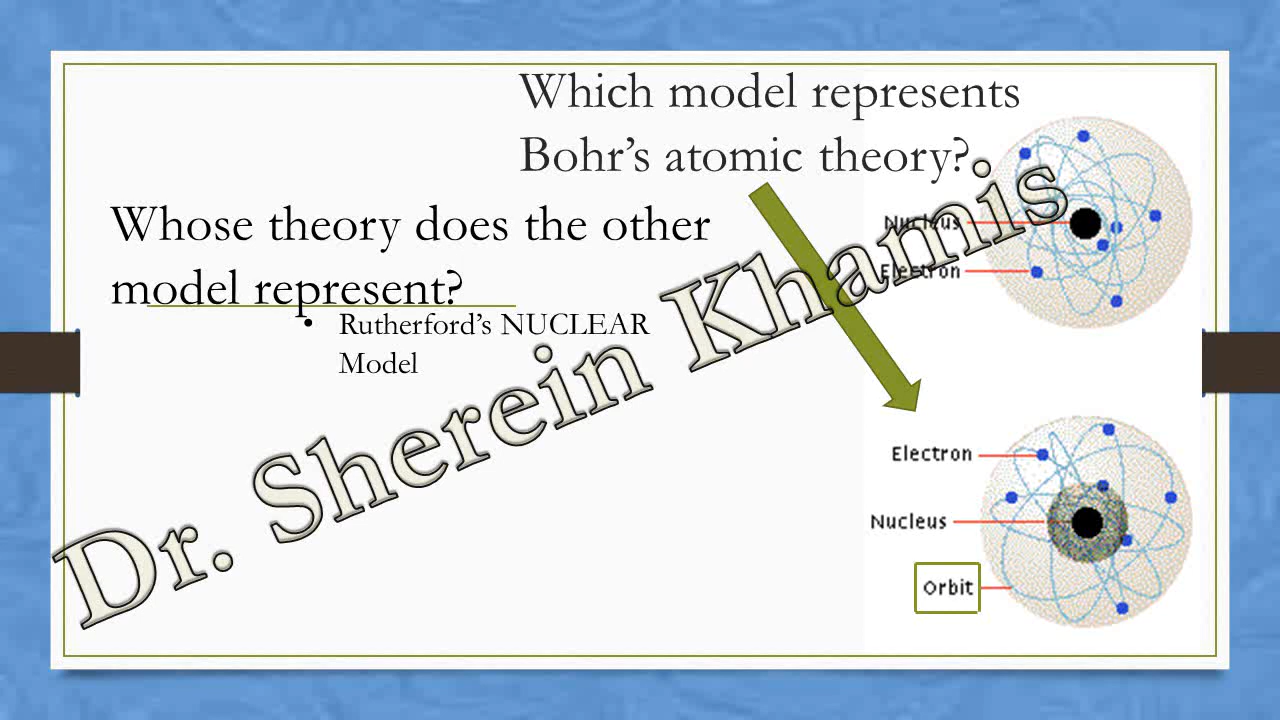 Which model represents
Bohr’s atomic theory?
Whose theory does the other
model represent?
• Rutherford’s NUCLEAR
Model
Nucleus
Electron
Electron
Nucleus
Orbit
Dr. Sherein Khamis